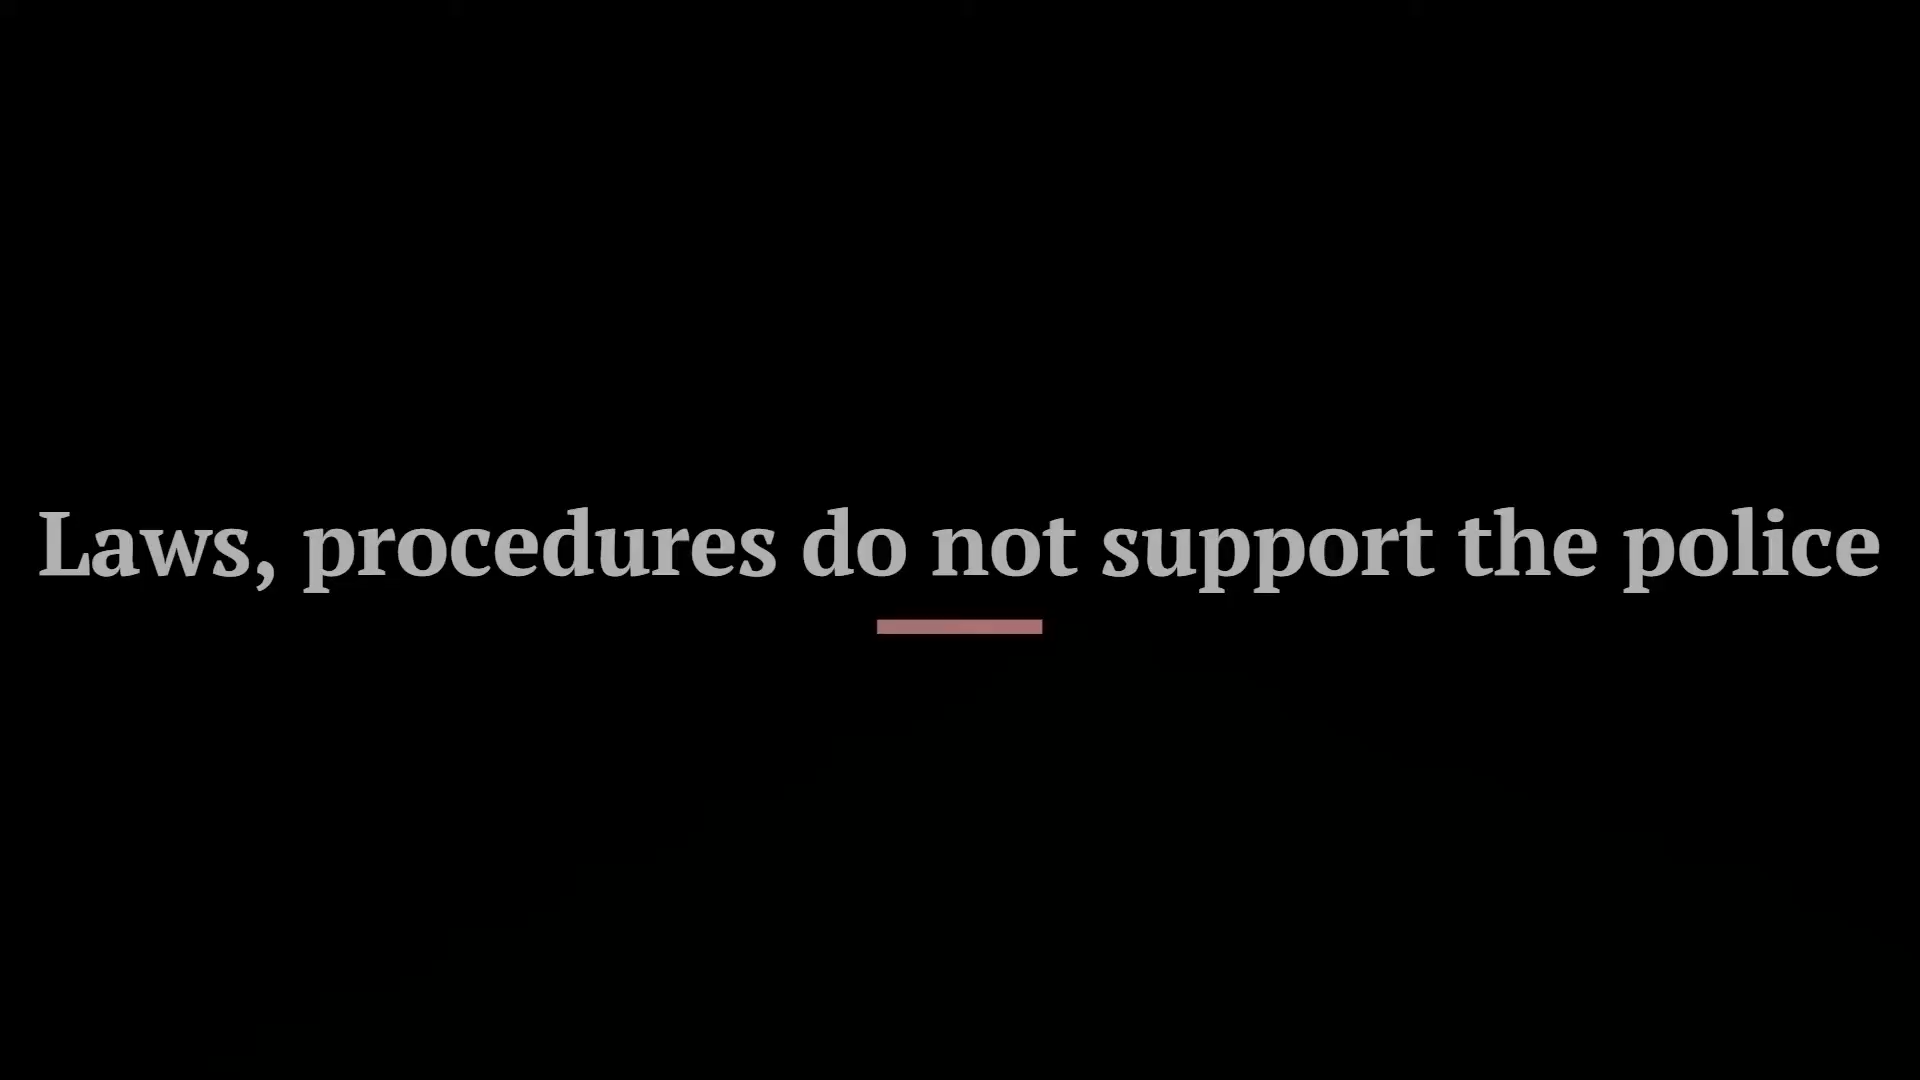 Laws, procedures do not support the police